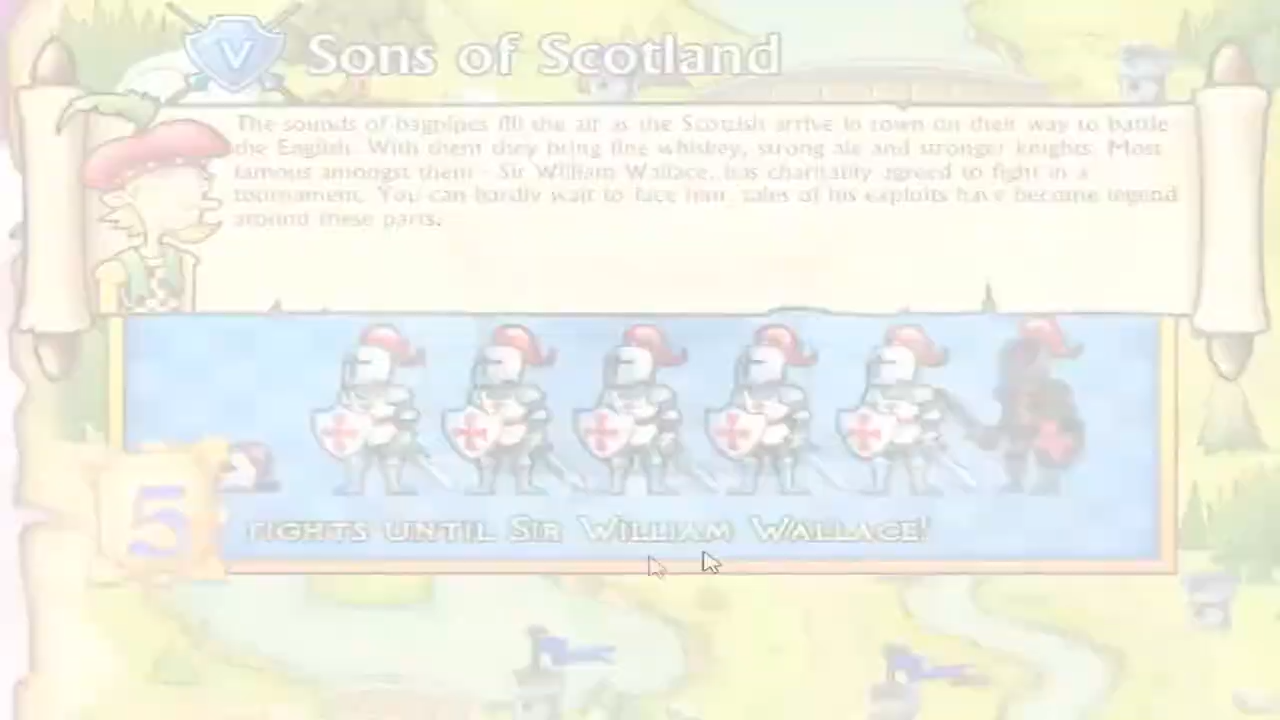 V
Sons of Scotland
The sounds of bagpipes fill the air as the Scottish arrive in town on their way to battle
the English. With them they bring fine whiskey, strong ale and stronger knights. Most
famous amongst them - Sir William Wallace, has charitably agreed to fight in a
tournament. You can hardly wait to face him, tales of his exploits have become legend
around these parts.
5
FIGHTS UNTIL SIR WILLIAM WALLACE!